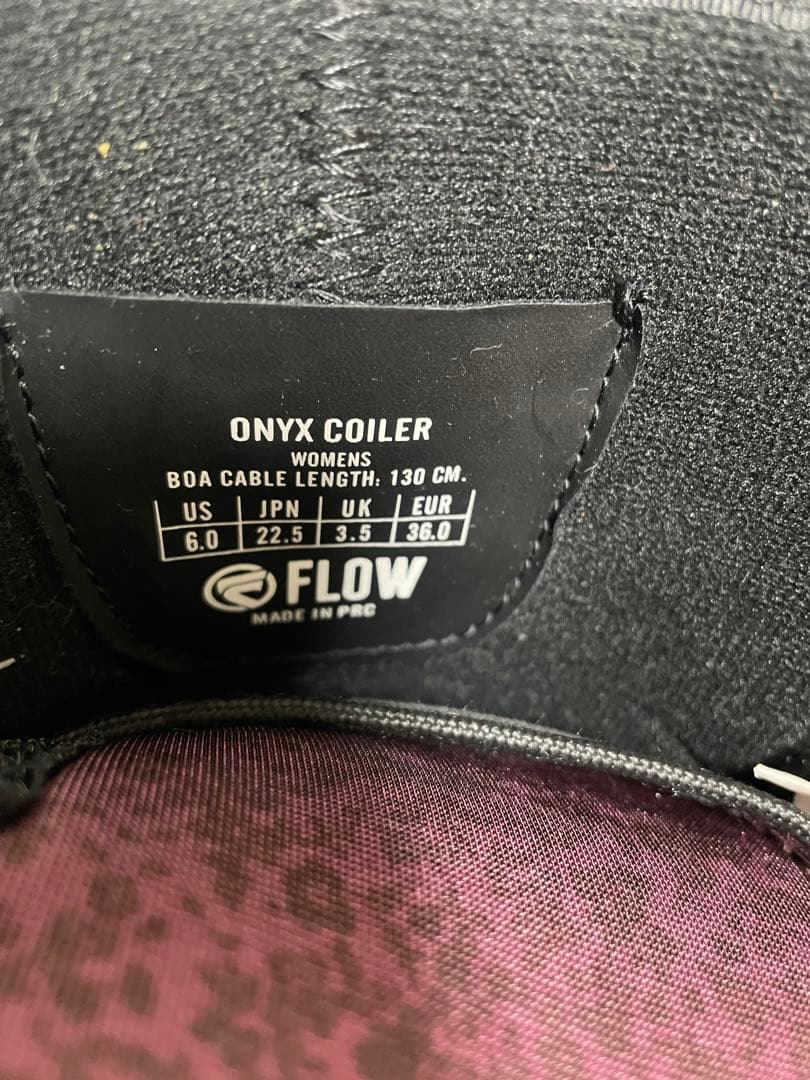 ONYX COILER
WOMENS
BOA CABLE LENGTH: 130 CM.
US JPN UK EUR
6.0 22.5 3.5 36.0
FLOW
MADE IN PRC